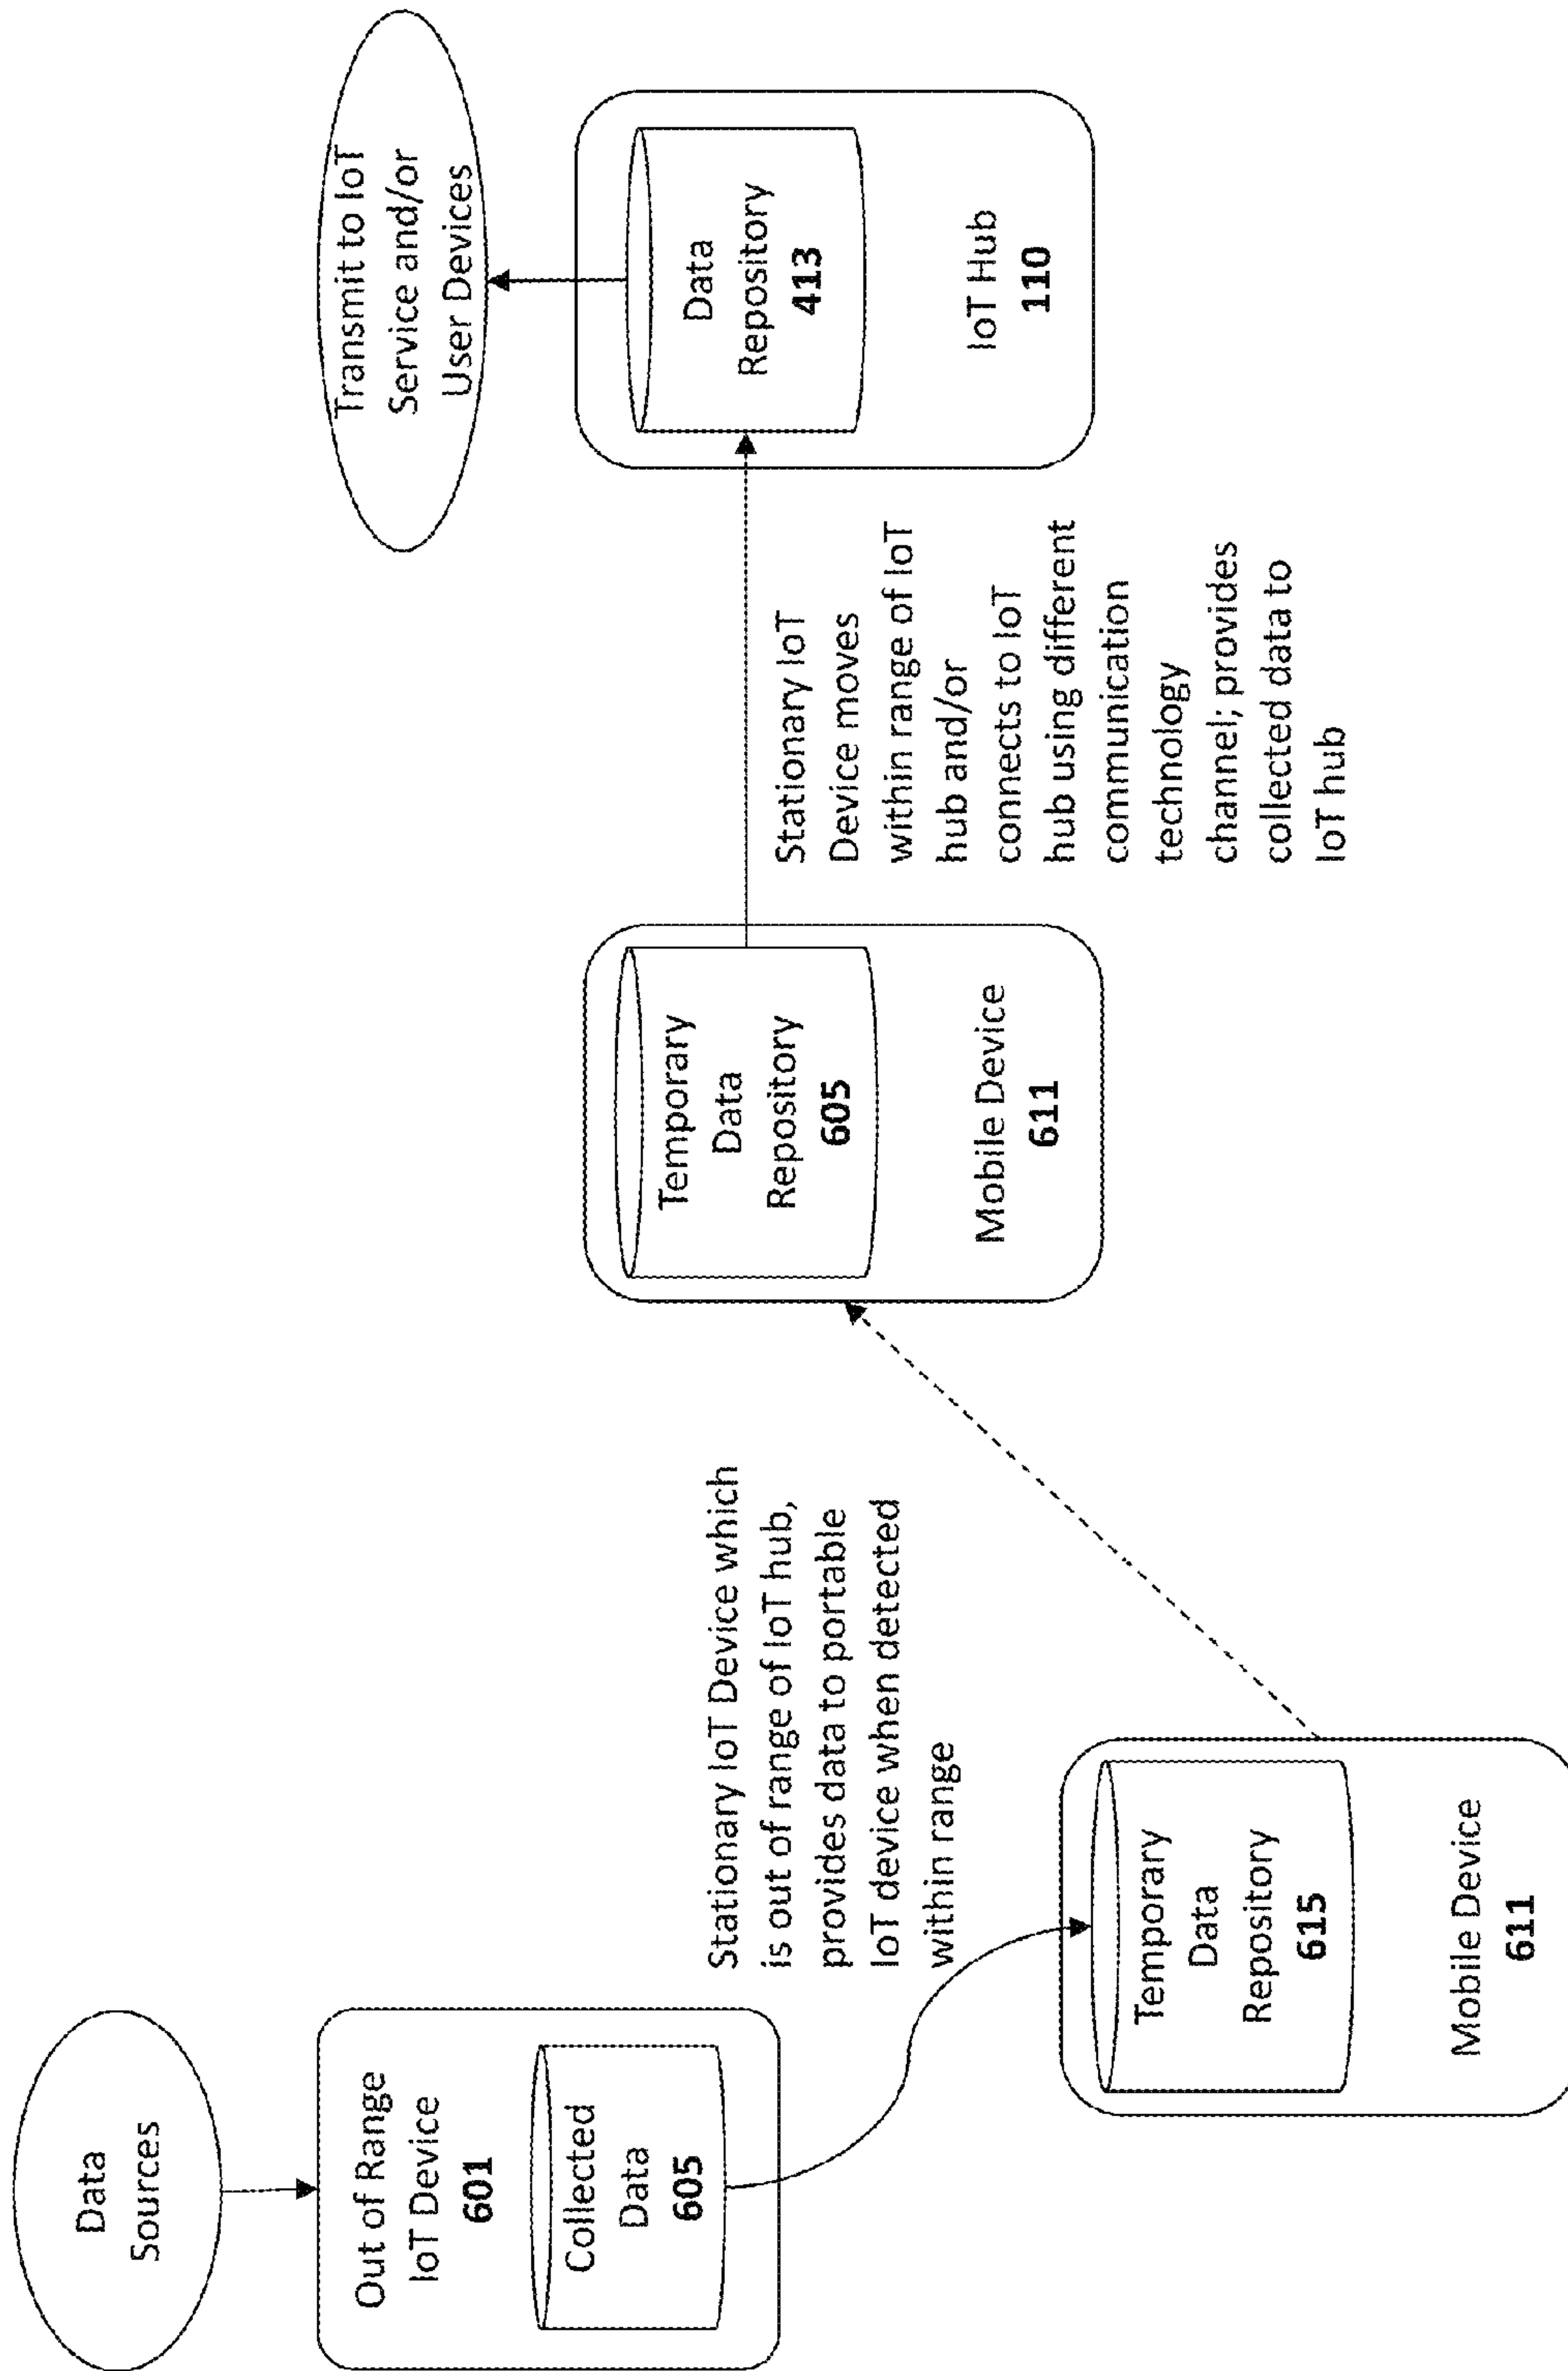 Data
Sources
Out of Range
IoT Device
601
Collected
Data
605
Stationary IoT Device which
is out of range of IoT hub,
provides data to portable
IoT device when detected
within range
Temporary
Data
Repository
615
Mobile Device
611
Temporary
Data
Repository
605
Mobile Device
611
Stationary IoT
Device moves
within range of IoT
hub and/or
connects to IoT
hub using different
communication
technology
channel; provides
collected data to
IoT hub
Transmit to IoT
Service and/or
User Devices
Data
Repository
413
IoT Hub
110